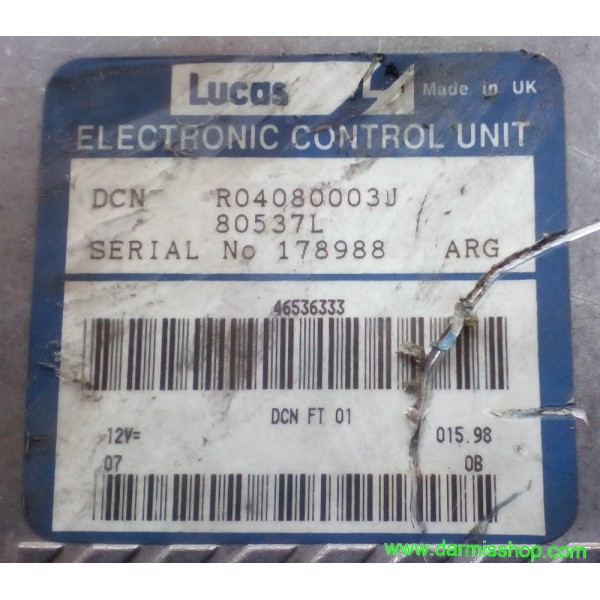 Lucas
Made in UK
ELECTRONIC CONTROL UNIT
DCN R04080003J
80537L
SERIAL No 178988 ARG
46536333
DCN FT 01
12V= 015.98
07 0B
www.darmiashop.com